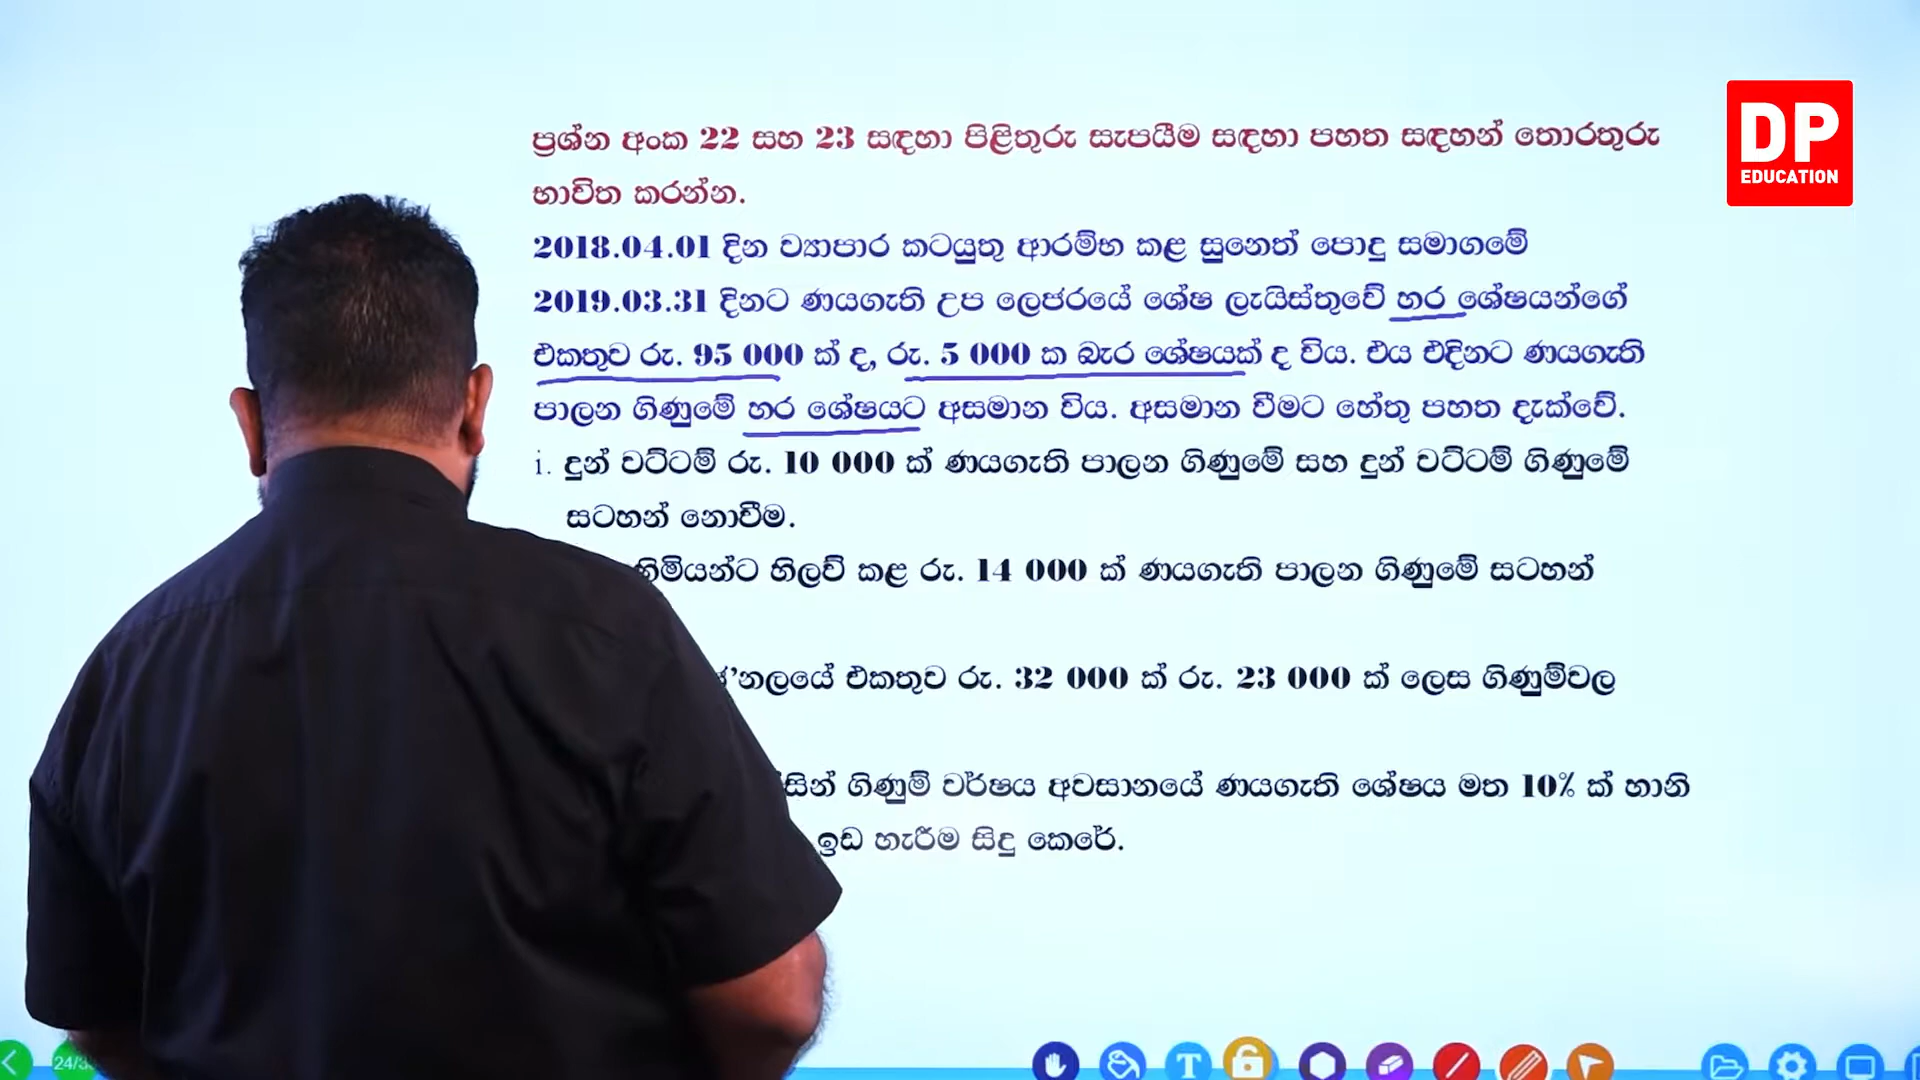 DP
EDUCATION
ප්‍රශ්න අංක 22 සහ 23 සඳහා පිළිතුරු සැපයීම සඳහා පහත සඳහන් තොරතුරු
භාවිත කරන්න.
2018.04.01 දින ව්‍යාපාර කටයුතු ආරම්භ කළ සුනෙත් පොදු සමාගමේ
2019.03.31 දිනට ණයගැති උප ලෙජරයේ ශේෂ ලැයිස්තුවේ හර ශේෂයන්ගේ
එකතුව රු. 95 000 ක් ද, රු. 5 000 ක බැර ශේෂයක් ද විය. එය එදිනට ණයගැති
පාලන ගිණුමේ හර ශේෂයට අසමාන විය. අසමාන වීමට හේතු පහත දැක්වේ.
i. දුන් වට්ටම් රු. 10 000 ක් ණයගැති පාලන ගිණුමේ සහ දුන් වට්ටම් ගිණුමේ
සටහන් නොවීම.
හිමියන්ට හිලව් කළ රු. 14 000 ක් ණයගැති පාලන ගිණුමේ සටහන්
එකතුව රු. 32 000 ක් රු. 23 000 ක් ලෙස ගිණුම්වල
ගිණුම් වර්ෂය අවසානයේ ණයගැති ශේෂය මත 10% ක් හානි
ඉඩ හැරීම සිදු කෙරේ.